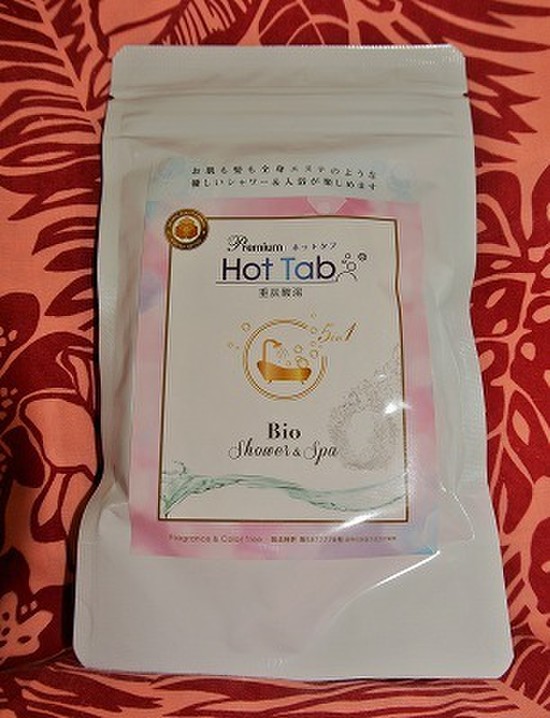 お肌も髪も全身エステのような
優しいシャワー&入浴が楽しめます
Premium ホットタブ
Hot Tab
重炭酸湯
5in1
Bio
Shower & Spa
Fragrance & Color free